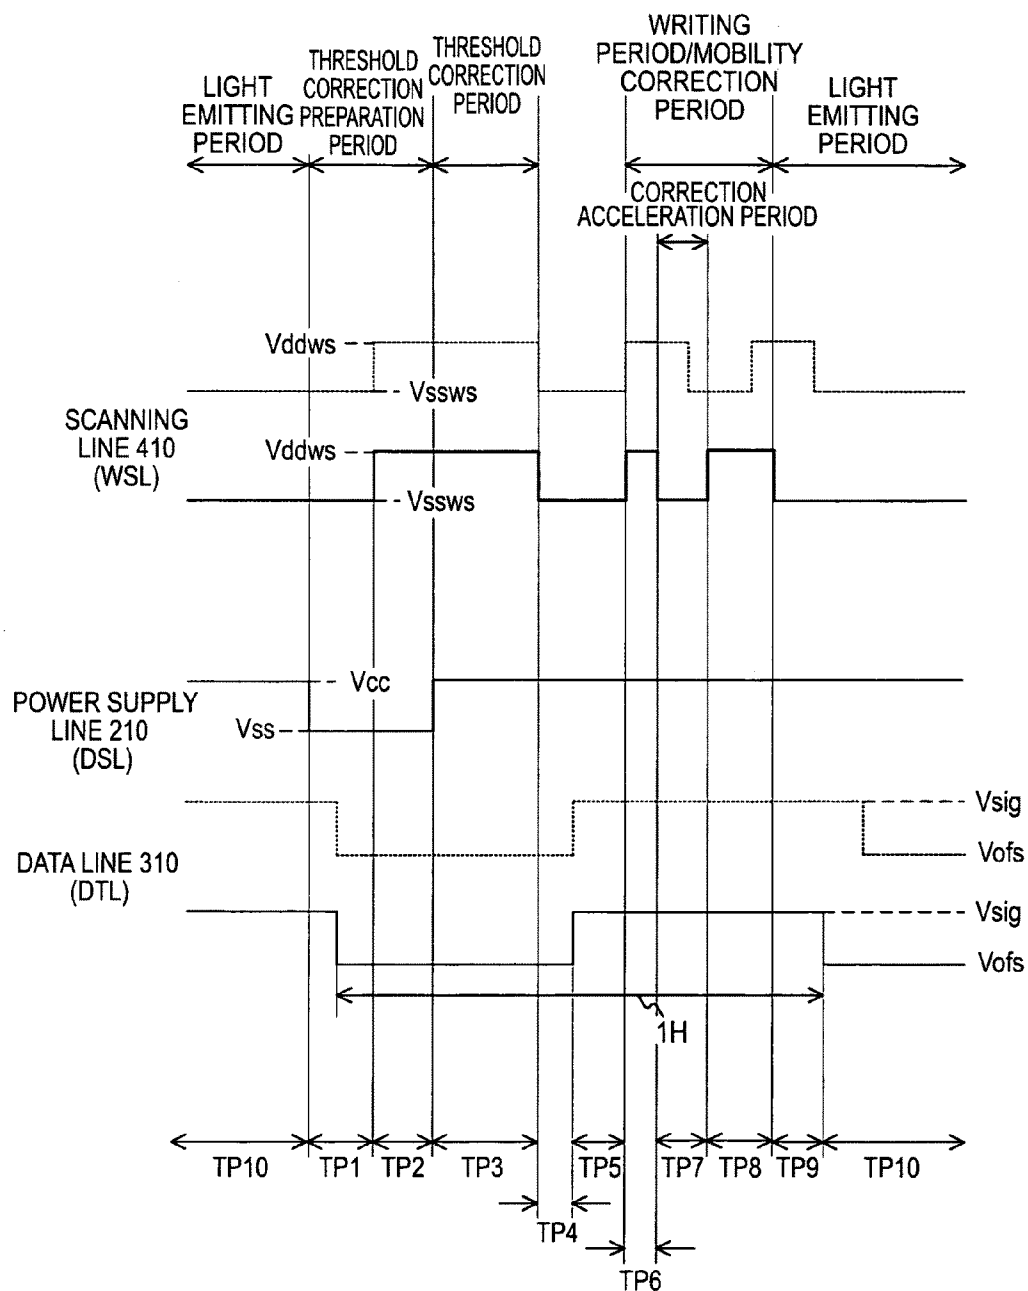 WRITING
PERIOD/MOBILITY
CORRECTION
PERIOD
THRESHOLD
CORRECTION
PERIOD
THRESHOLD
CORRECTION
PREPARATION
PERIOD
LIGHT
EMITTING
PERIOD
LIGHT
EMITTING
PERIOD
CORRECTION
ACCELERATION PERIOD
Vddws
Vssws
SCANNING
LINE 410
(WSL)
Vddws
Vssws
Vcc
POWER SUPPLY
LINE 210
(DSL)
Vss
Vsig
Vofs
DATA LINE 310
(DTL)
Vsig
Vofs
1H
TP10
TP1
TP2
TP3
TP5
TP7
TP8
TP9
TP10
TP4
TP6